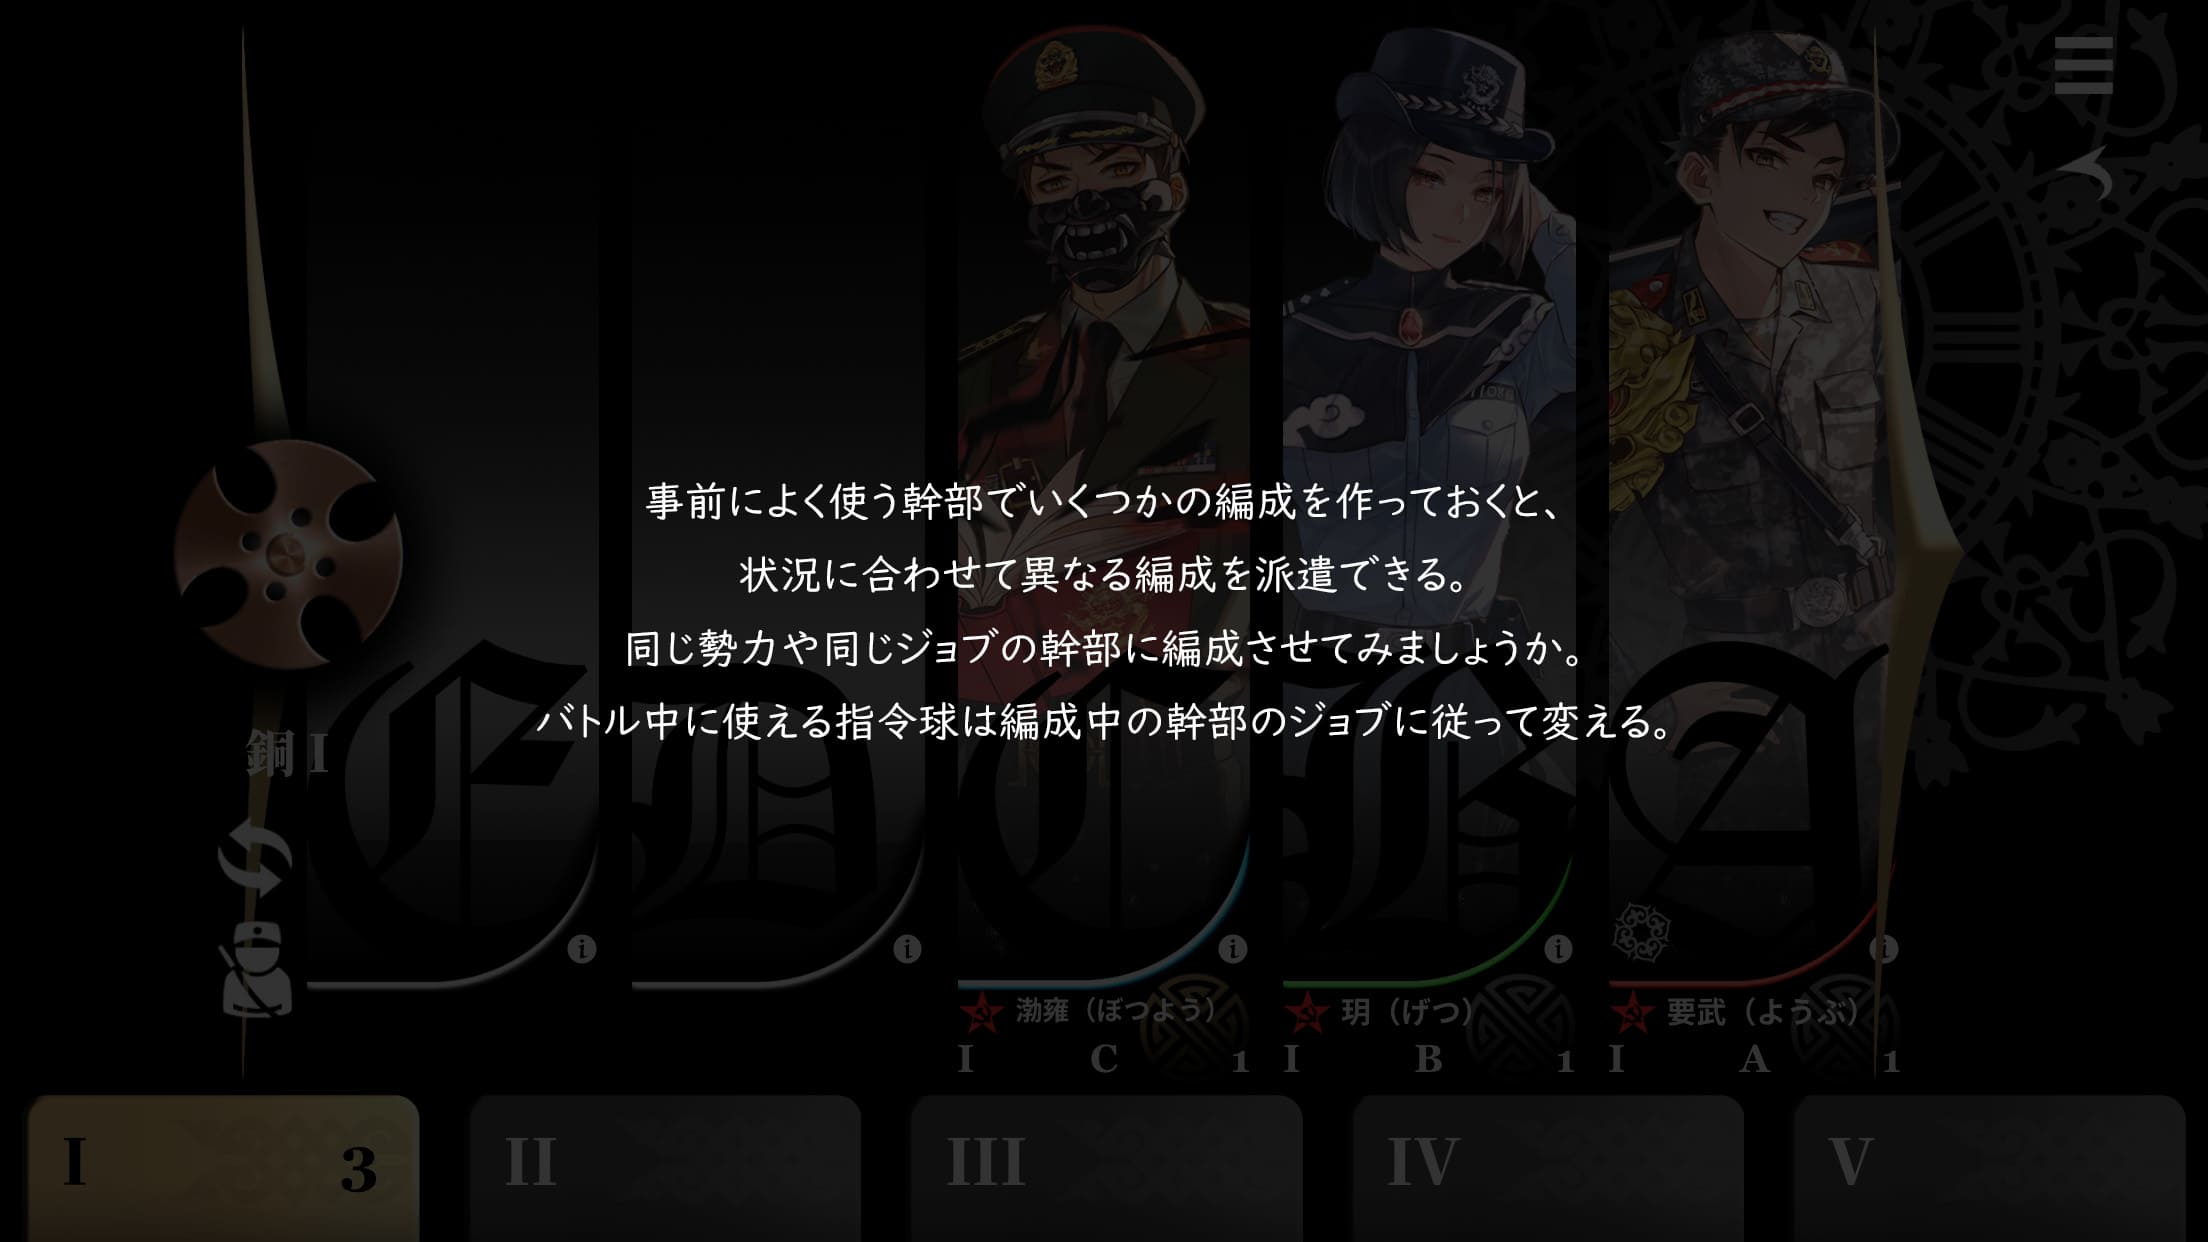 事前によく使う幹部でいくつかの編成を作っておくと、
状況に合わせて異なる編成を派遣できる。
同じ勢力や同じジョブの幹部に編成させてみましょうか。
バトル中に使える指令球は編成中の幹部のジョブに従って変える。
銅 I
E D C B A
渤雍（ぼつよう）
I C 1
玥（げつ）
I B 1
要武（ようぶ）
I A 1
I 3
II
III
IV
V